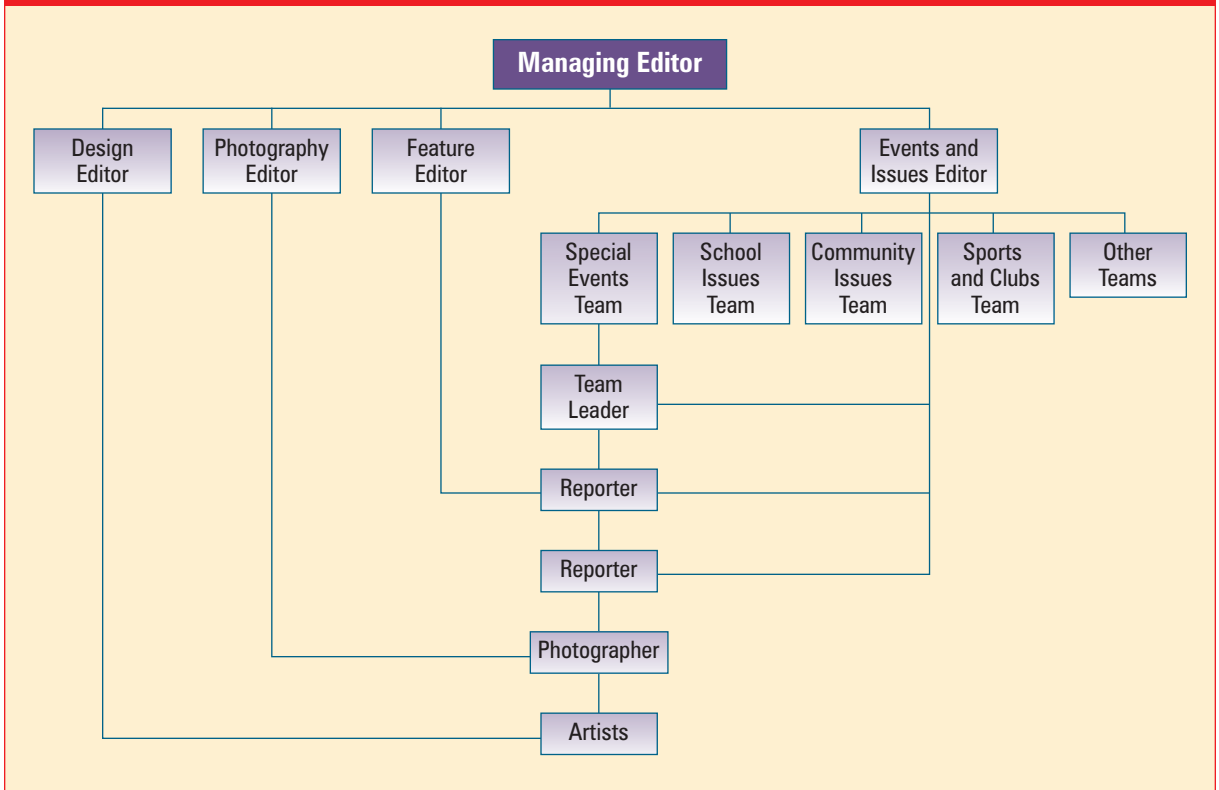 Managing Editor
Design
Editor
Photography
Editor
Feature
Editor
Events and
Issues Editor
Special
Events
Team
School
Issues
Team
Community
Issues
Team
Sports
and Clubs
Team
Other
Teams
Team
Leader
Reporter
Reporter
Photographer
Artists